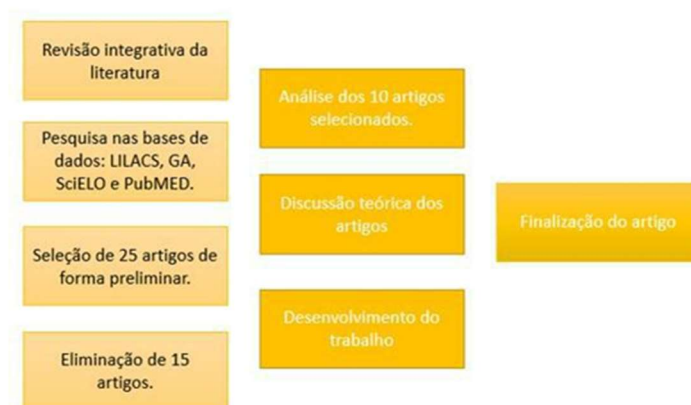 Revisão integrativa da
literatura
Pesquisa nas bases de
dados: LILACS, GA,
SciELO e PubMED.
Seleção de 25 artigos de
forma preliminar.
Eliminação de 15
artigos.
Análise dos 10 artigos
selecionados.
Discussão teórica dos
artigos
Desenvolvimento do
trabalho
Finalização do artigo